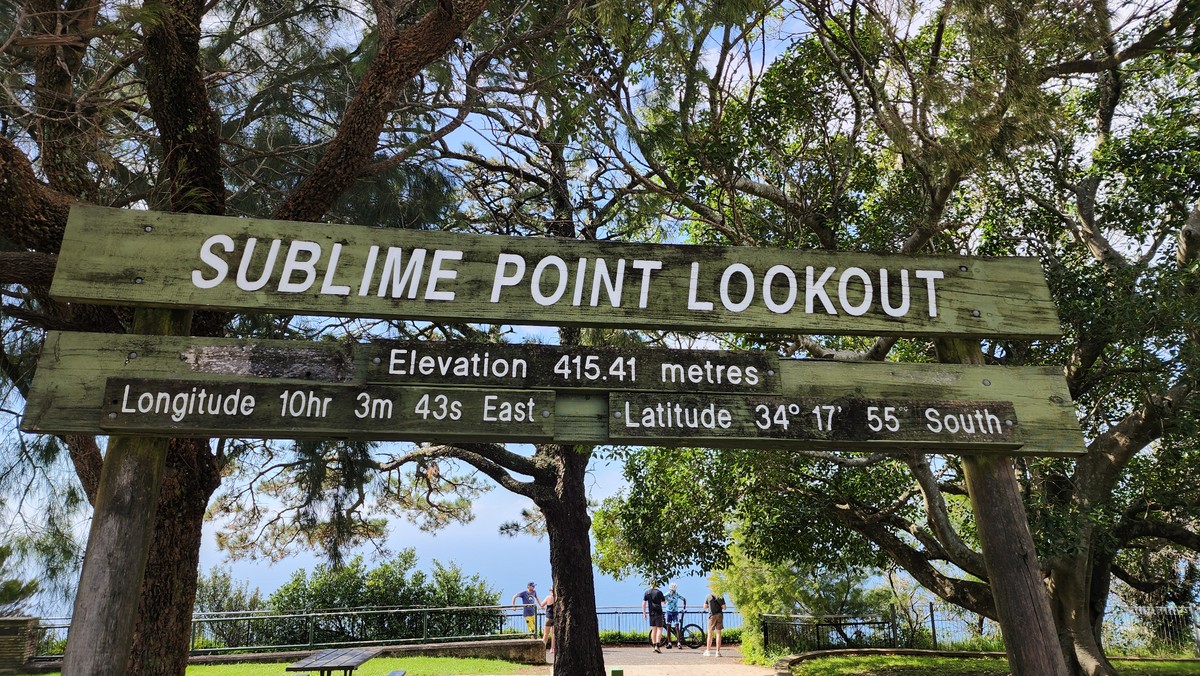 SUBLIME POINT LOOKOUT
Elevation 415.41 metres
Longitude 10hr 3m 43s East
Latitude 34° 17' 55 South